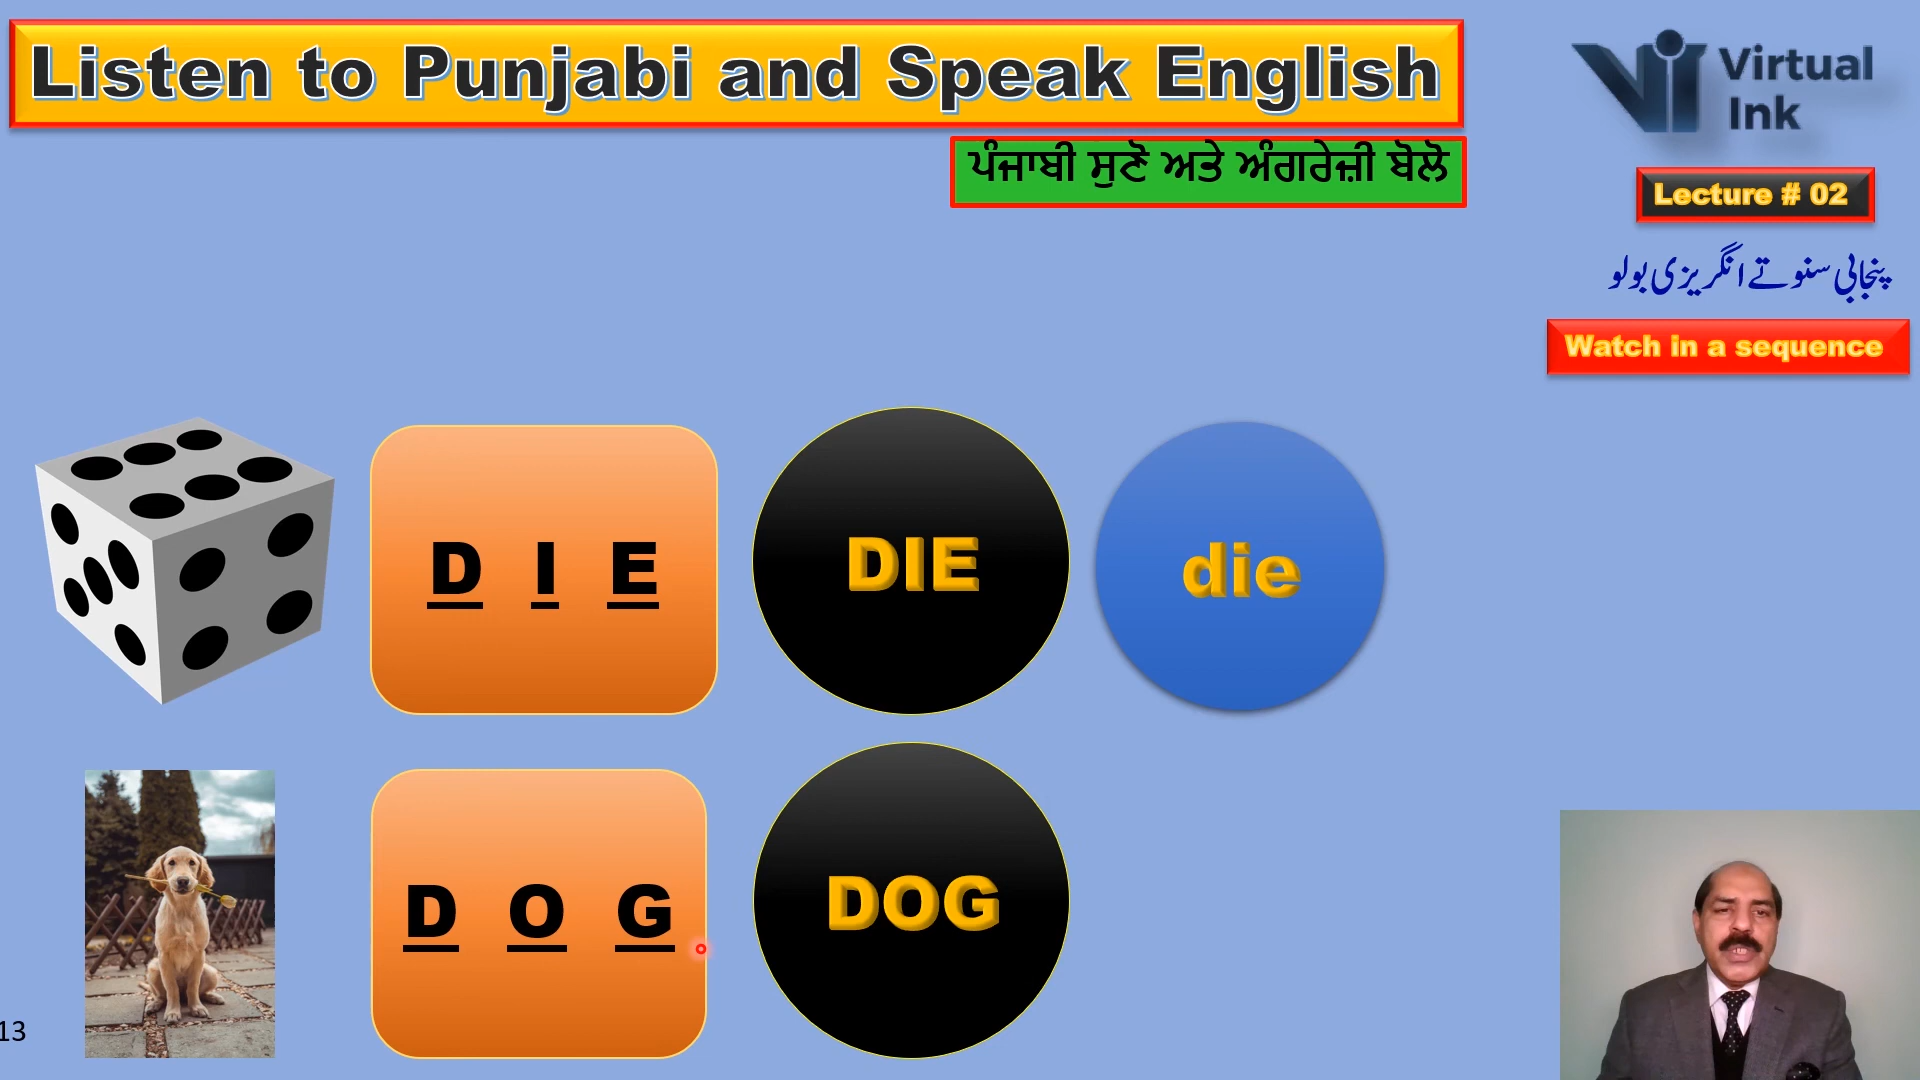 Listen to Punjabi and Speak English
Virtual
Ink
ਪੰਜਾਬੀ ਸੁਣੋ ਅਤੇ ਅੰਗਰੇਜ਼ੀ ਬੋਲੋ
Lecture # 02
پنجابی سنو تے انگریزی بولو
Watch in a sequence
D I E
DIE
die
D O G
DOG
13